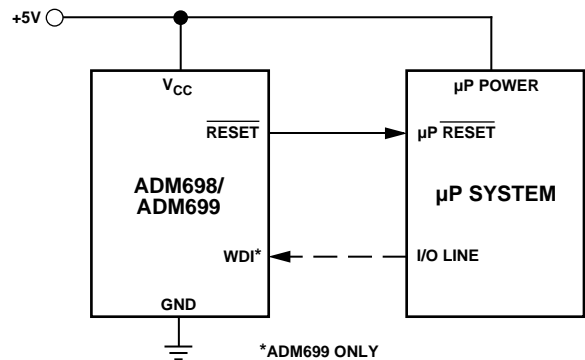 +5V
VCC
µP POWER
RESET
µP RESET
ADM698/
ADM699
µP SYSTEM
WDI*
I/O LINE
GND
*ADM699 ONLY